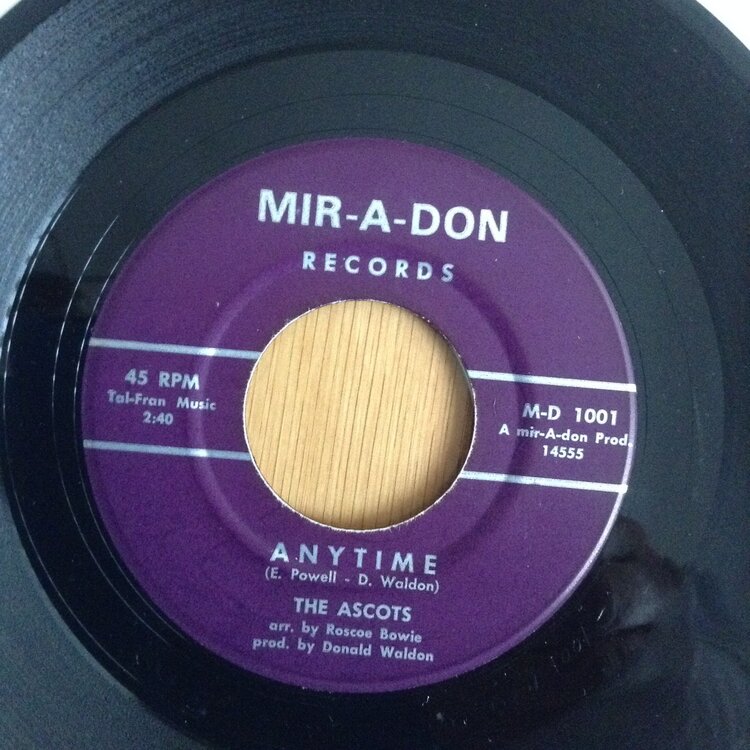 MIR-A-DON
RECORDS
45 RPM
Tal-Fran Music
2:40
M-D 1001
A mir-A-don Prod.
14555
ANYTIME
(E. Powell - D. Waldon)
THE ASCOTS
arr. by Roscoe Bowie
prod. by Donald Waldon